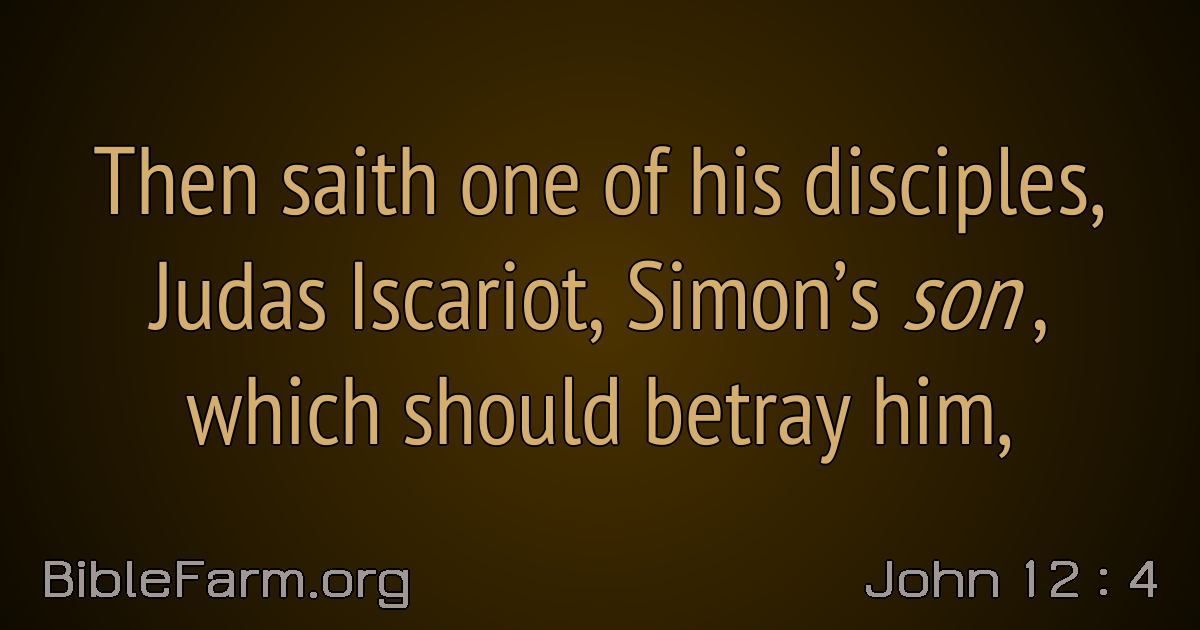 Then saith one of his disciples,
Judas Iscariot, Simon’s son,
which should betray him,
BibleFarm.org
John 12 : 4